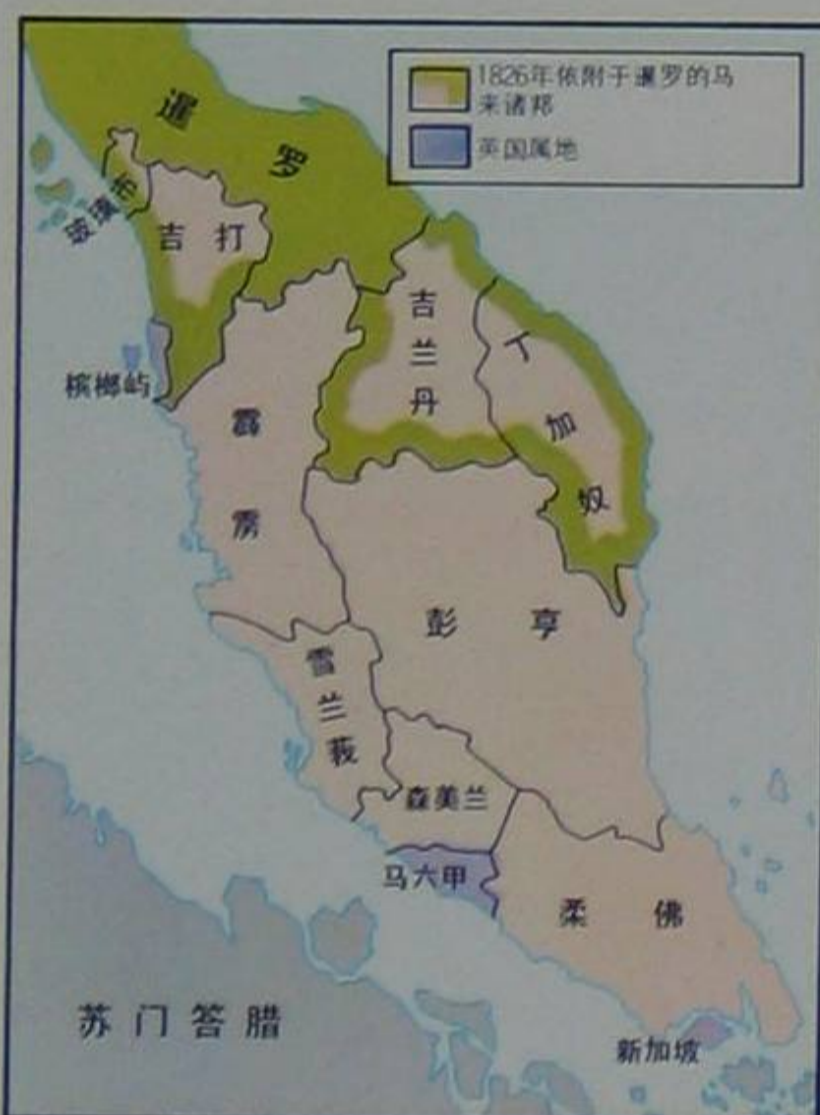 1826年依附于暹罗的马
来诸邦
英国属地
暹罗
玻璃市
吉打
吉兰丹
丁加奴
槟榔屿
霹雳
彭亨
雪兰莪
森美兰
马六甲
柔佛
苏门答腊
新加坡